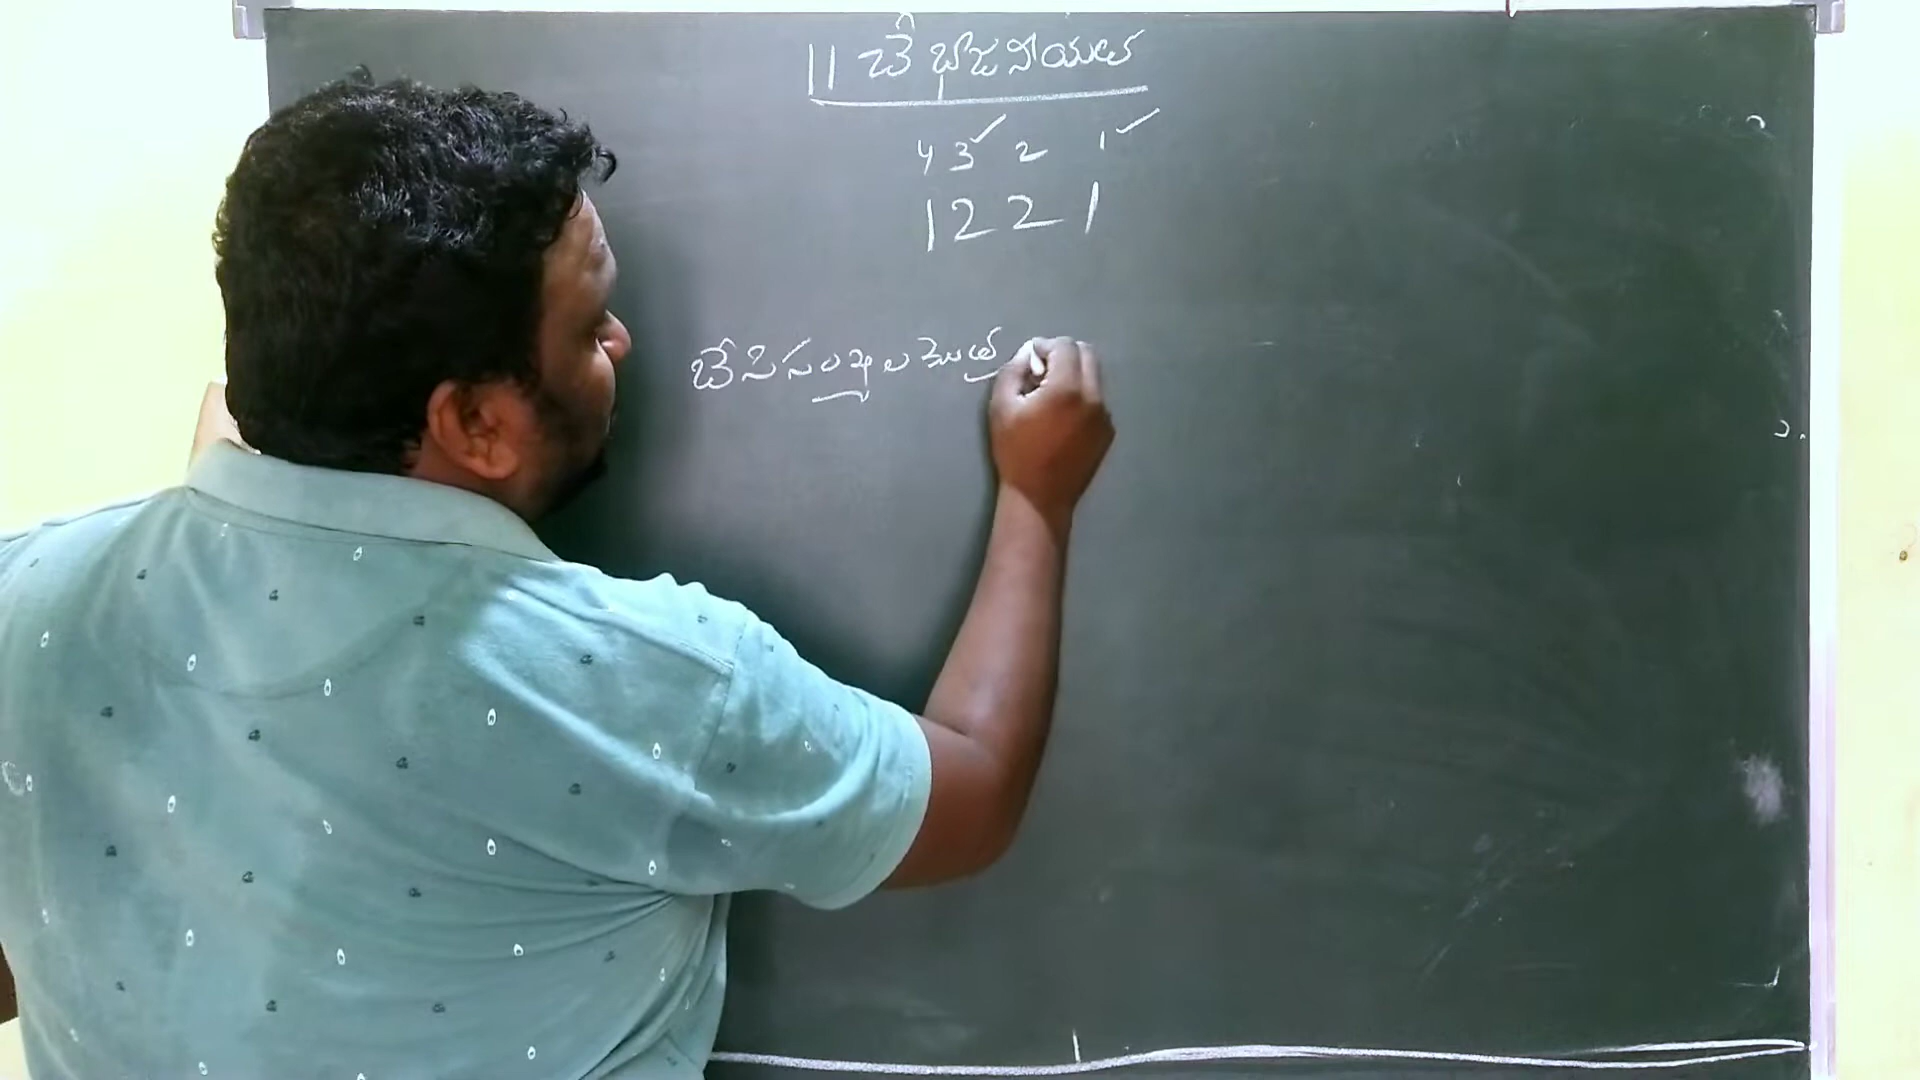 11 చే భాజనీయత
4 3 ✓ 2 1 ✓
1 2 2 1
బేసి సంఖ్యల మొత్త